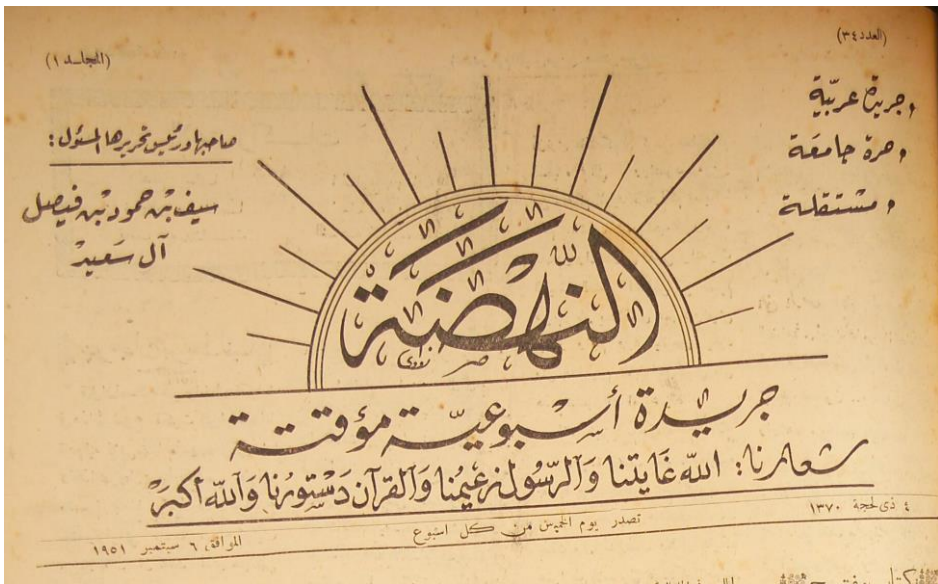 (العدد ٣٤)
(المجلد ١)
جريدة عربية
حرة جامعة
مستقلة
صاحبها ورئيس تحريرها المسئول:
سيف بن حمود بن فيصل
آل سعيد
النهضة
جريدة أسبوعية مؤقتة
شعارنا: الله غايتنا والرسول زعيمنا والقرآن دستورنا والله أكبر
٤ ذي لحجة ١٣٧٠
تصدر يوم الخميس من كل اسبوع
الموافق ٦ سبتمبر ١٩٥١